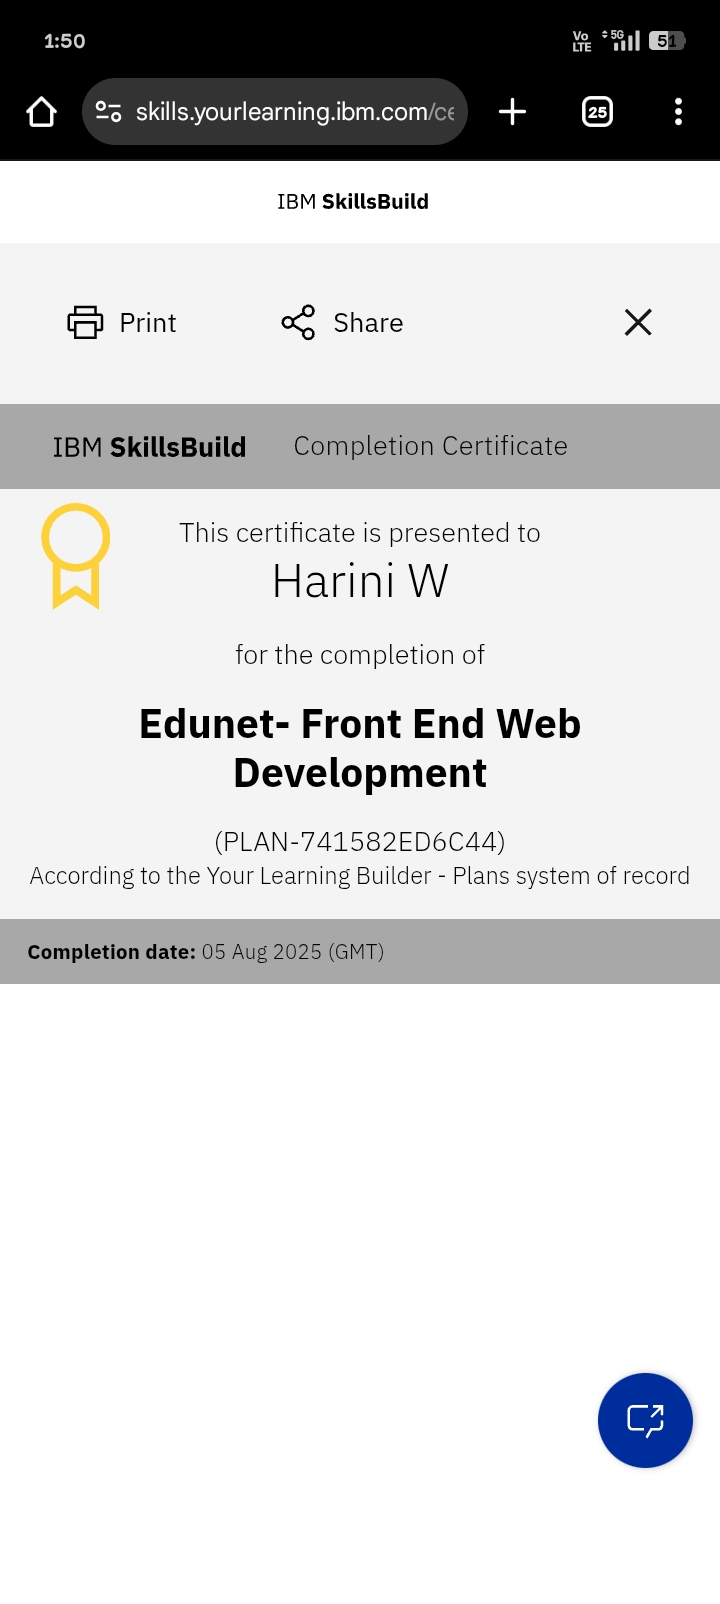 1:50
Vo
LTE
5G
51
skills.yourlearning.ibm.com/ce
25
IBM SkillsBuild
Print
Share
IBM SkillsBuild Completion Certificate
This certificate is presented to
Harini W
for the completion of
Edunet- Front End Web
Development
(PLAN-741582ED6C44)
According to the Your Learning Builder - Plans system of record
Completion date: 05 Aug 2025 (GMT)